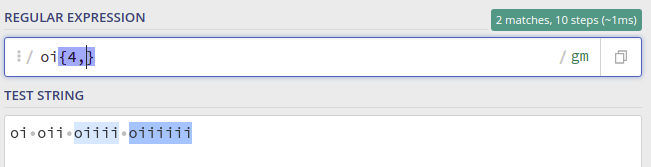 REGULAR EXPRESSION
2 matches, 10 steps (~1ms)
/ oi{4,} / gm
TEST STRING
oi·oii·oiiii·oiiiiii